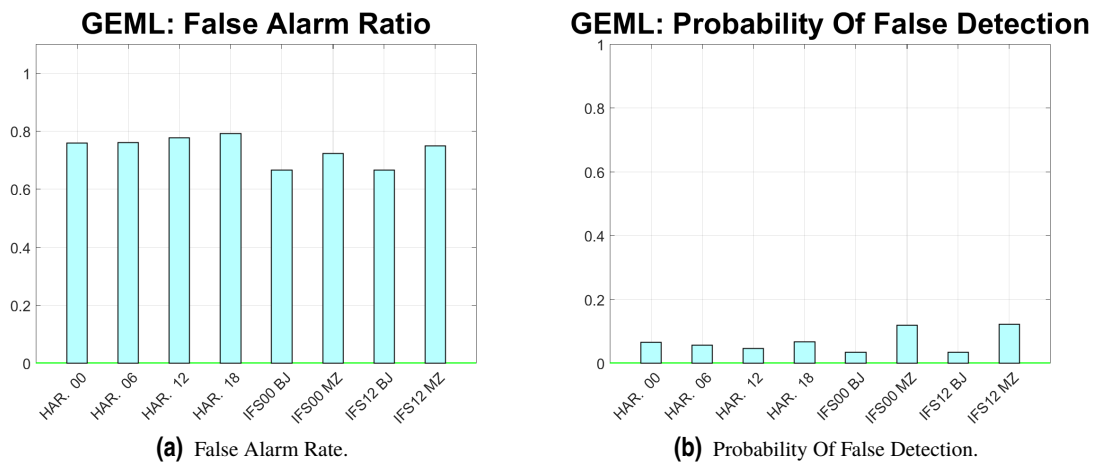 GEML: False Alarm Ratio
1
0.8
0.6
0.4
0.2
0
HAR. 00
HAR. 06
HAR. 12
HAR. 18
IFS00 BJ
IFS00 MZ
IFS12 BJ
IFS12 MZ
(a) False Alarm Rate.
GEML: Probability Of False Detection
1
0.8
0.6
0.4
0.2
0
HAR. 00
HAR. 06
HAR. 12
HAR. 18
IFS00 BJ
IFS00 MZ
IFS12 BJ
IFS12 MZ
(b) Probability Of False Detection.